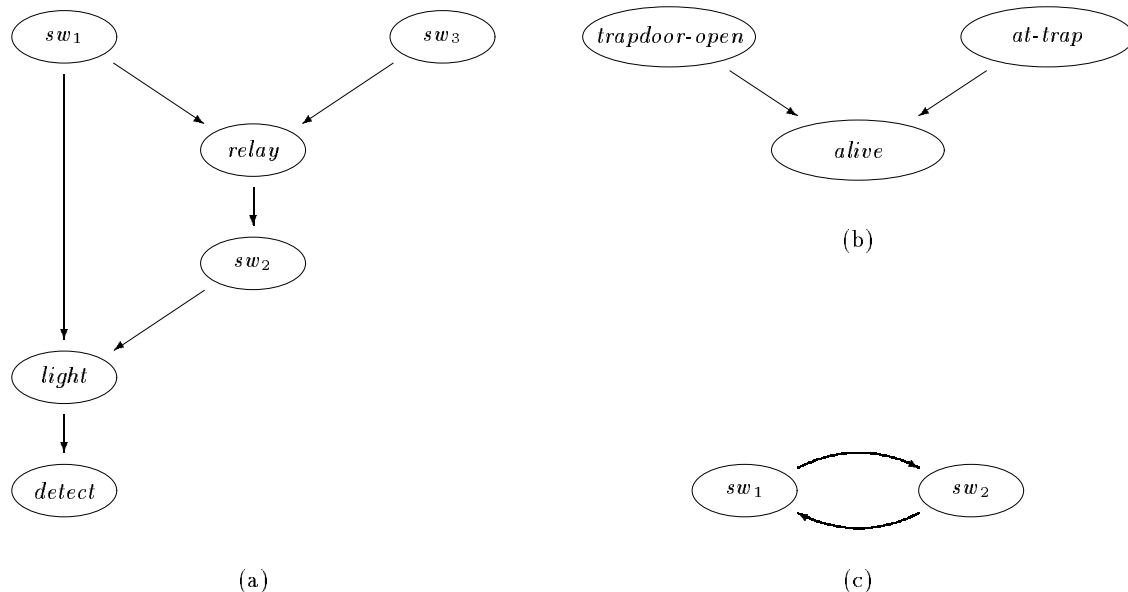 sw₁
sw₃
relay
sw₂
light
detect
(a)
trapdoor-open
at-trap
alive
(b)
sw₁
sw₂
(c)